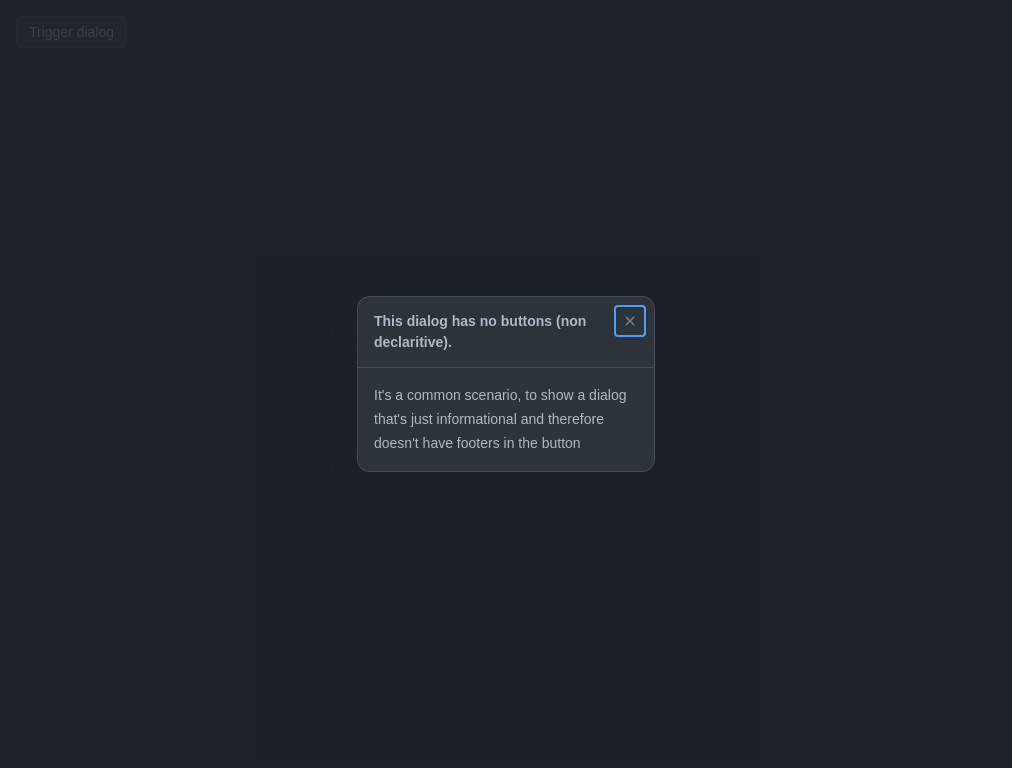 Trigger dialog
This dialog has no buttons (non
declaritive).
It's a common scenario, to show a dialog
that's just informational and therefore
doesn't have footers in the button